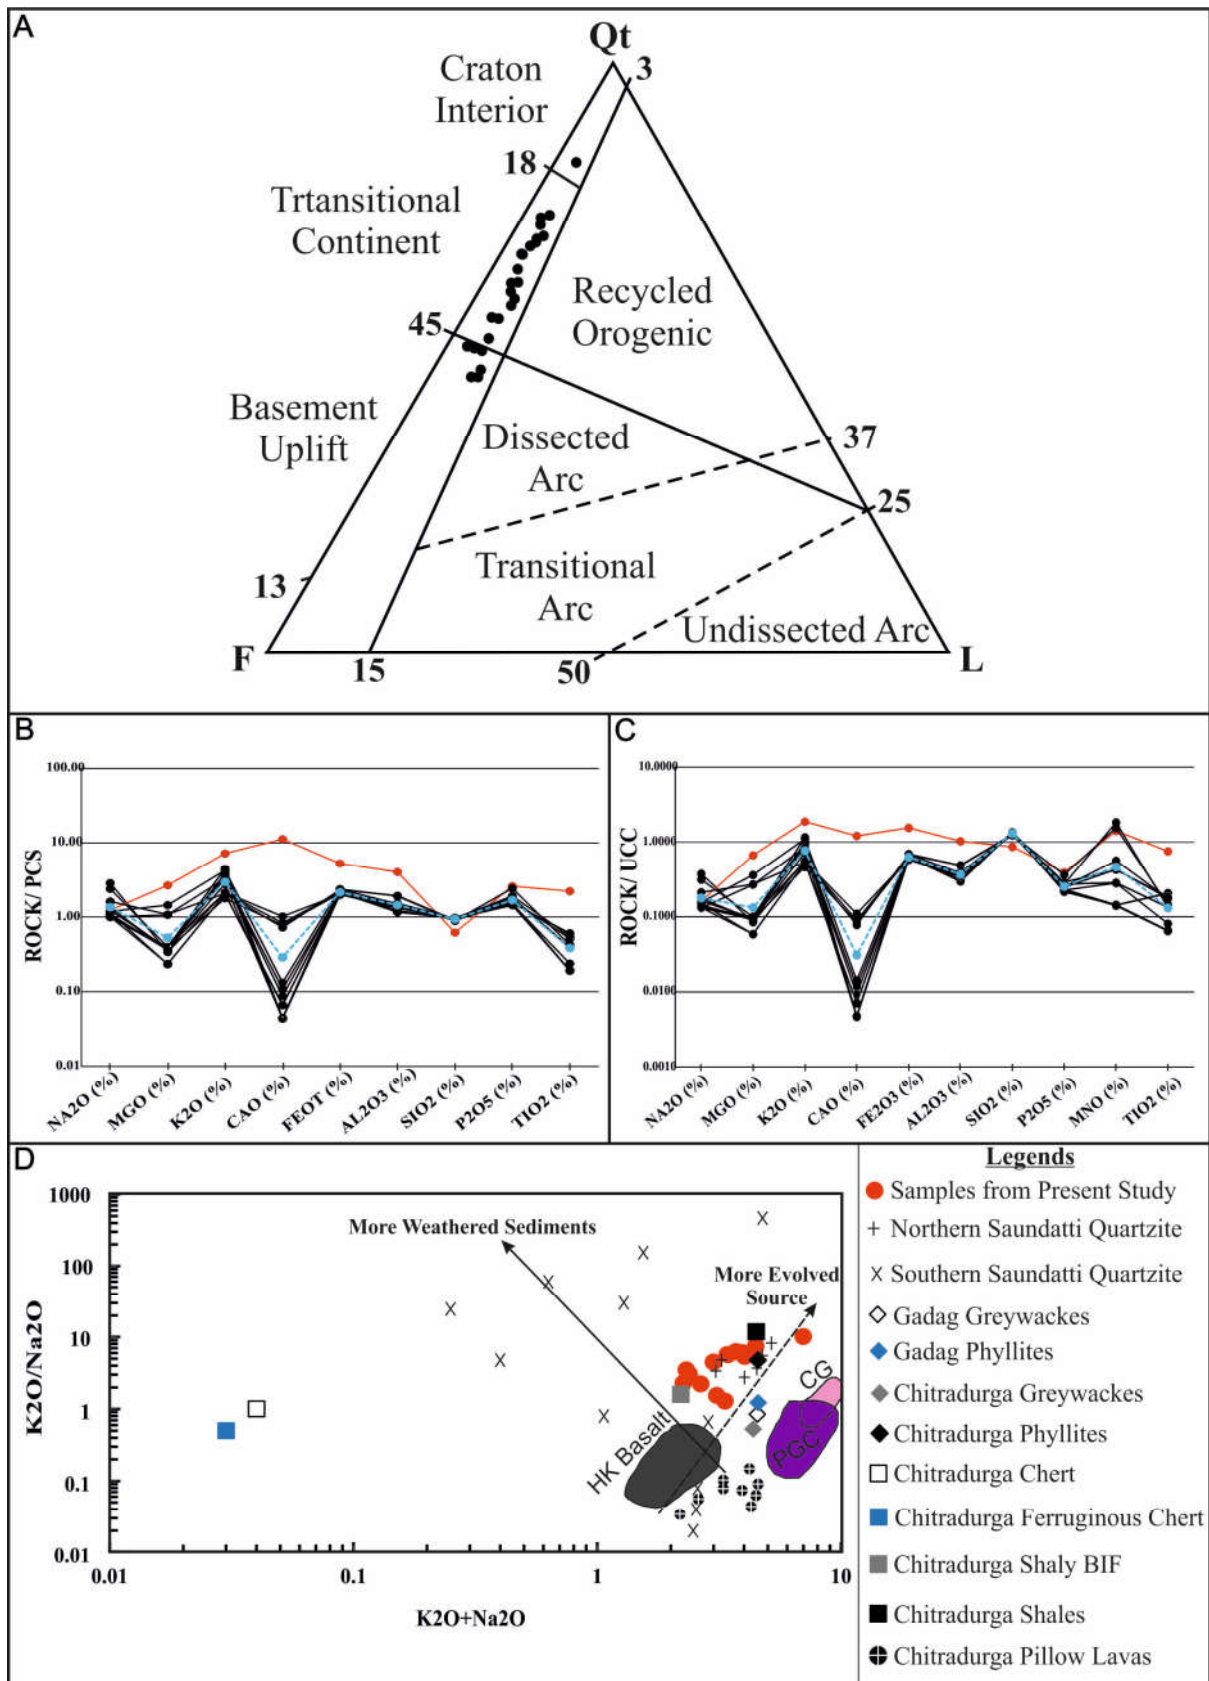 A
Qt
3
Craton
Interior
18
Trtansitional
Continent
Recycled
Orogenic
45
Basement
Uplift
Dissected
Arc
37
25
13
Transitional
Arc
Undissected Arc
F
15
50
L
B
ROCK/ PCS
100.00
10.00
1.00
0.10
0.01
NA2O (%)
MGO (%)
K2O (%)
CAO (%)
FEOT (%)
AL2O3 (%)
SIO2 (%)
P2O5 (%)
TIO2 (%)
C
ROCK/ UCC
10.0000
1.0000
0.1000
0.0100
0.0010
NA2O (%)
MGO (%)
K2O (%)
CAO (%)
FE2O3 (%)
AL2O3 (%)
SIO2 (%)
P2O5 (%)
MNO (%)
TIO2 (%)
D
K2O/Na2O
1000
100
10
1
0.1
0.01
More Weathered Sediments
More Evolved
Source
HK Basalt
CG
PGC
0.01
0.1
1
10
K2O+Na2O
Legends
Samples from Present Study
Northern Saundatti Quartzite
Southern Saundatti Quartzite
Gadag Greywackes
Gadag Phyllites
Chitradurga Greywackes
Chitradurga Phyllites
Chitradurga Chert
Chitradurga Ferruginous Chert
Chitradurga Shaly BIF
Chitradurga Shales
Chitradurga Pillow Lavas